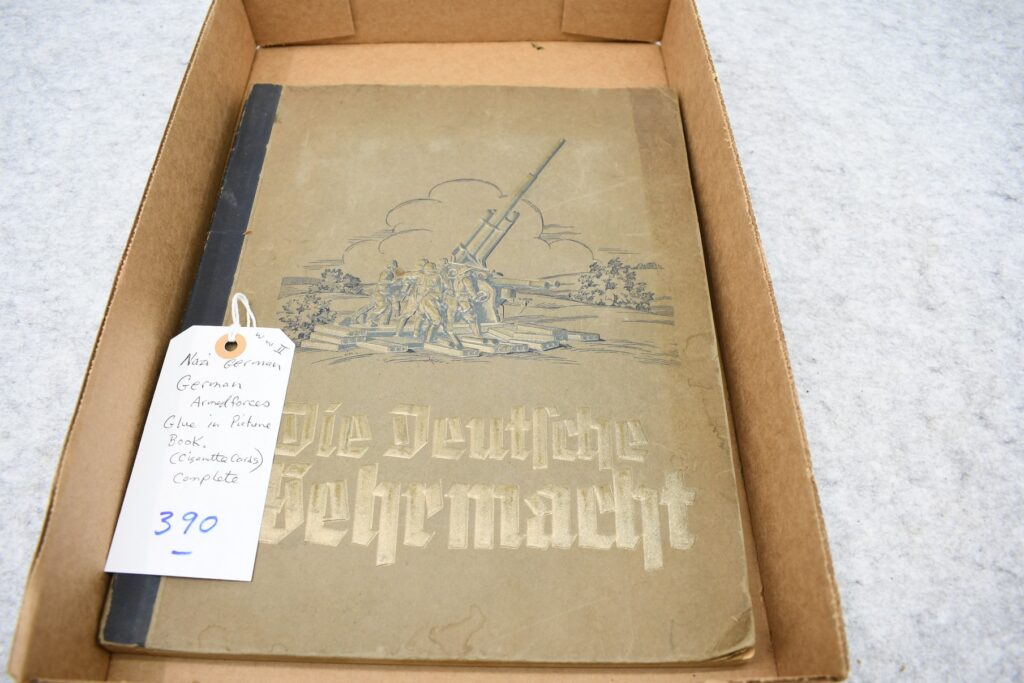 WW II
Nazi German
German
Armedforces
Glue in Picture
Book.
(Cigarette Cards)
Complete
390
Die Deutsche
Wehrmacht